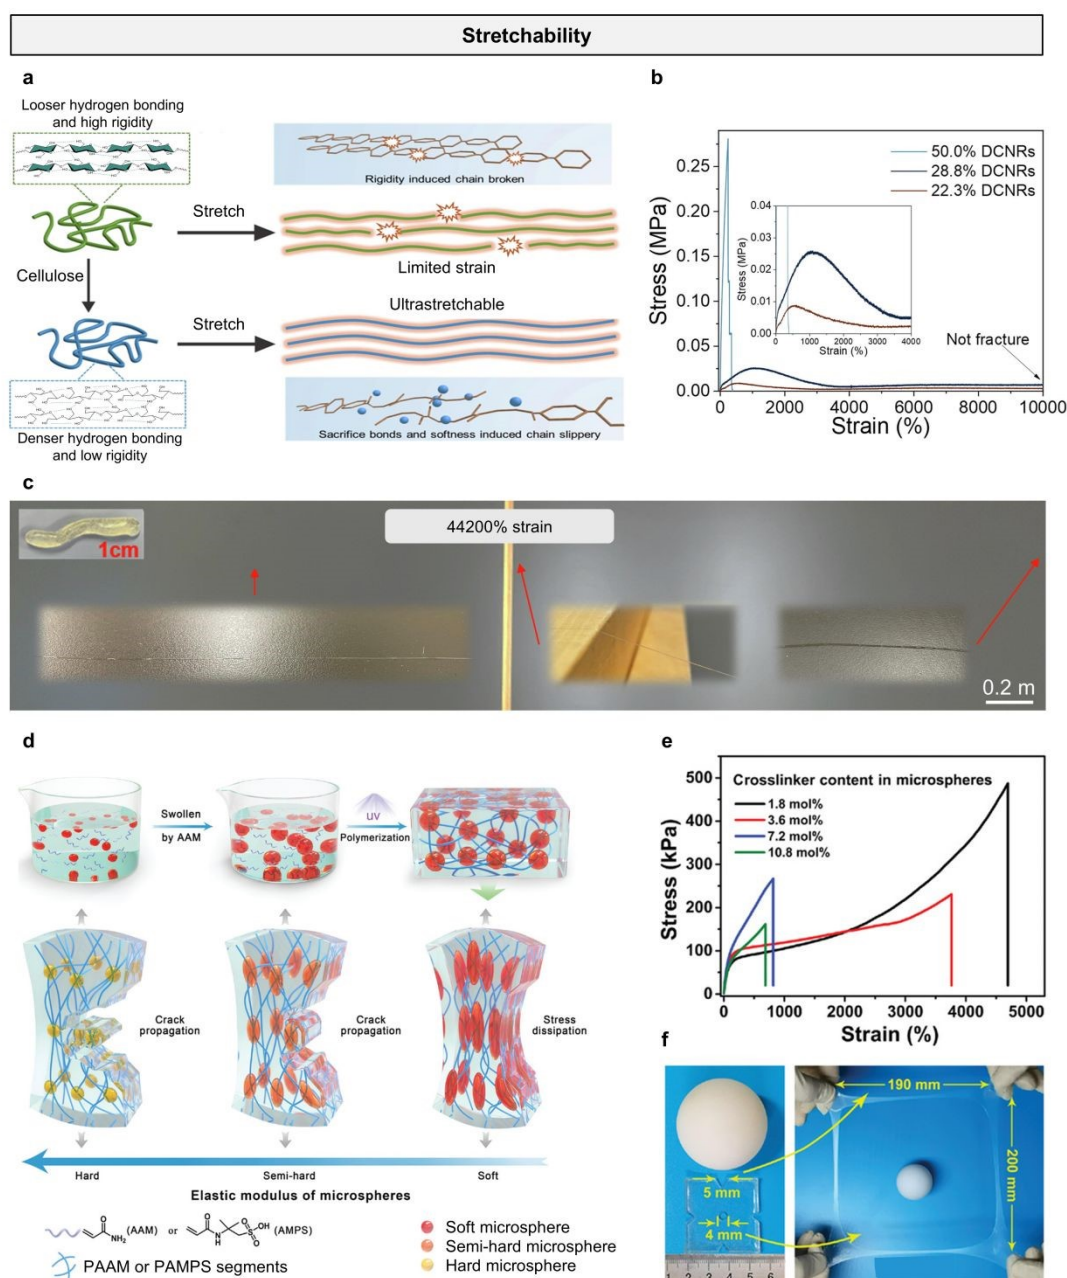 Stretchability
a
Looser hydrogen bonding
and high rigidity
Stretch
Rigidity induced chain broken
Limited strain
Cellulose
Ultrastretchable
Stretch
Denser hydrogen bonding
and low rigidity
Sacrifice bonds and softness induced chain slippery
b
50.0% DCNRs
28.8% DCNRs
22.3% DCNRs
0.25
0.20
0.15
0.10
0.05
0.00
Stress (MPa)
0.04
0.03
0.02
0.01
0.00
Stress (MPa)
0 1000 2000 3000 4000
Strain (%)
Not fracture
0 2000 4000 6000 8000 10000
Strain (%)
c
1cm
44200% strain
0.2 m
d
Swollen
by AAM
uv
Polymerization
Crack
propagation
Crack
propagation
Stress
dissipation
Hard
Semi-hard
Soft
Elastic modulus of microspheres
NH2
(AAM)
or
O
N
H
S
OH
(AMPS)
PAAM or PAMPS segments
Soft microsphere
Semi-hard microsphere
Hard microsphere
e
Crosslinker content in microspheres
1.8 mol%
3.6 mol%
7.2 mol%
10.8 mol%
500
400
300
200
100
0
Stress (kPa)
0 1000 2000 3000 4000 5000
Strain (%)
f
5 mm
4 mm
1 2 3 4 5 6
190 mm
200 mm